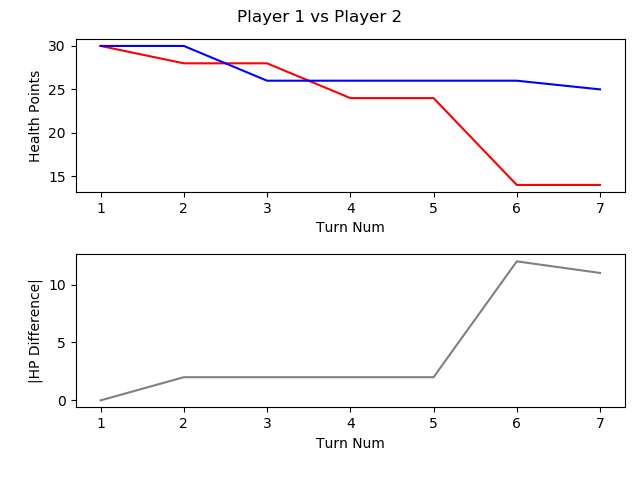 Player 1 vs Player 2
30
25
20
15
Health Points
1 2 3 4 5 6 7
Turn Num
10
5
0
|HP Difference|
1 2 3 4 5 6 7
Turn Num